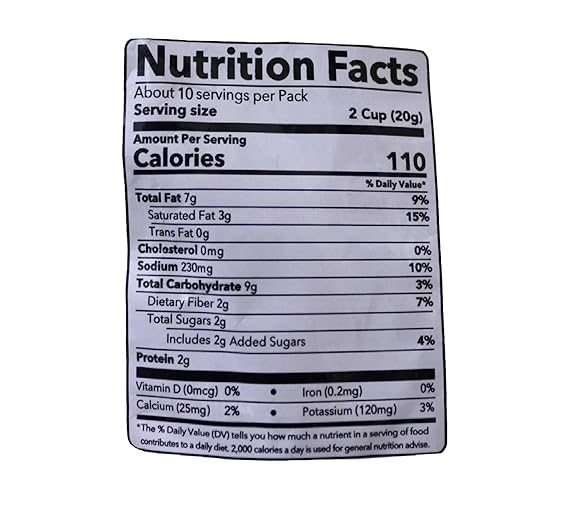 Nutrition Facts
About 10 servings per Pack
Serving size 2 Cup (20g)
Amount Per Serving
Calories 110
% Daily Value*
Total Fat 7g 9%
Saturated Fat 3g 15%
Trans Fat 0g
Cholesterol 0mg 0%
Sodium 230mg 10%
Total Carbohydrate 9g 3%
Dietary Fiber 2g 7%
Total Sugars 2g
Includes 2g Added Sugars 4%
Protein 2g
Vitamin D (0mcg) 0% • Iron (0.2mg) 0%
Calcium (25mg) 2% • Potassium (120mg) 3%
*The % Daily Value (DV) tells you how much a nutrient in a serving of food
contributes to a daily diet. 2,000 calories a day is used for general nutrition advise.